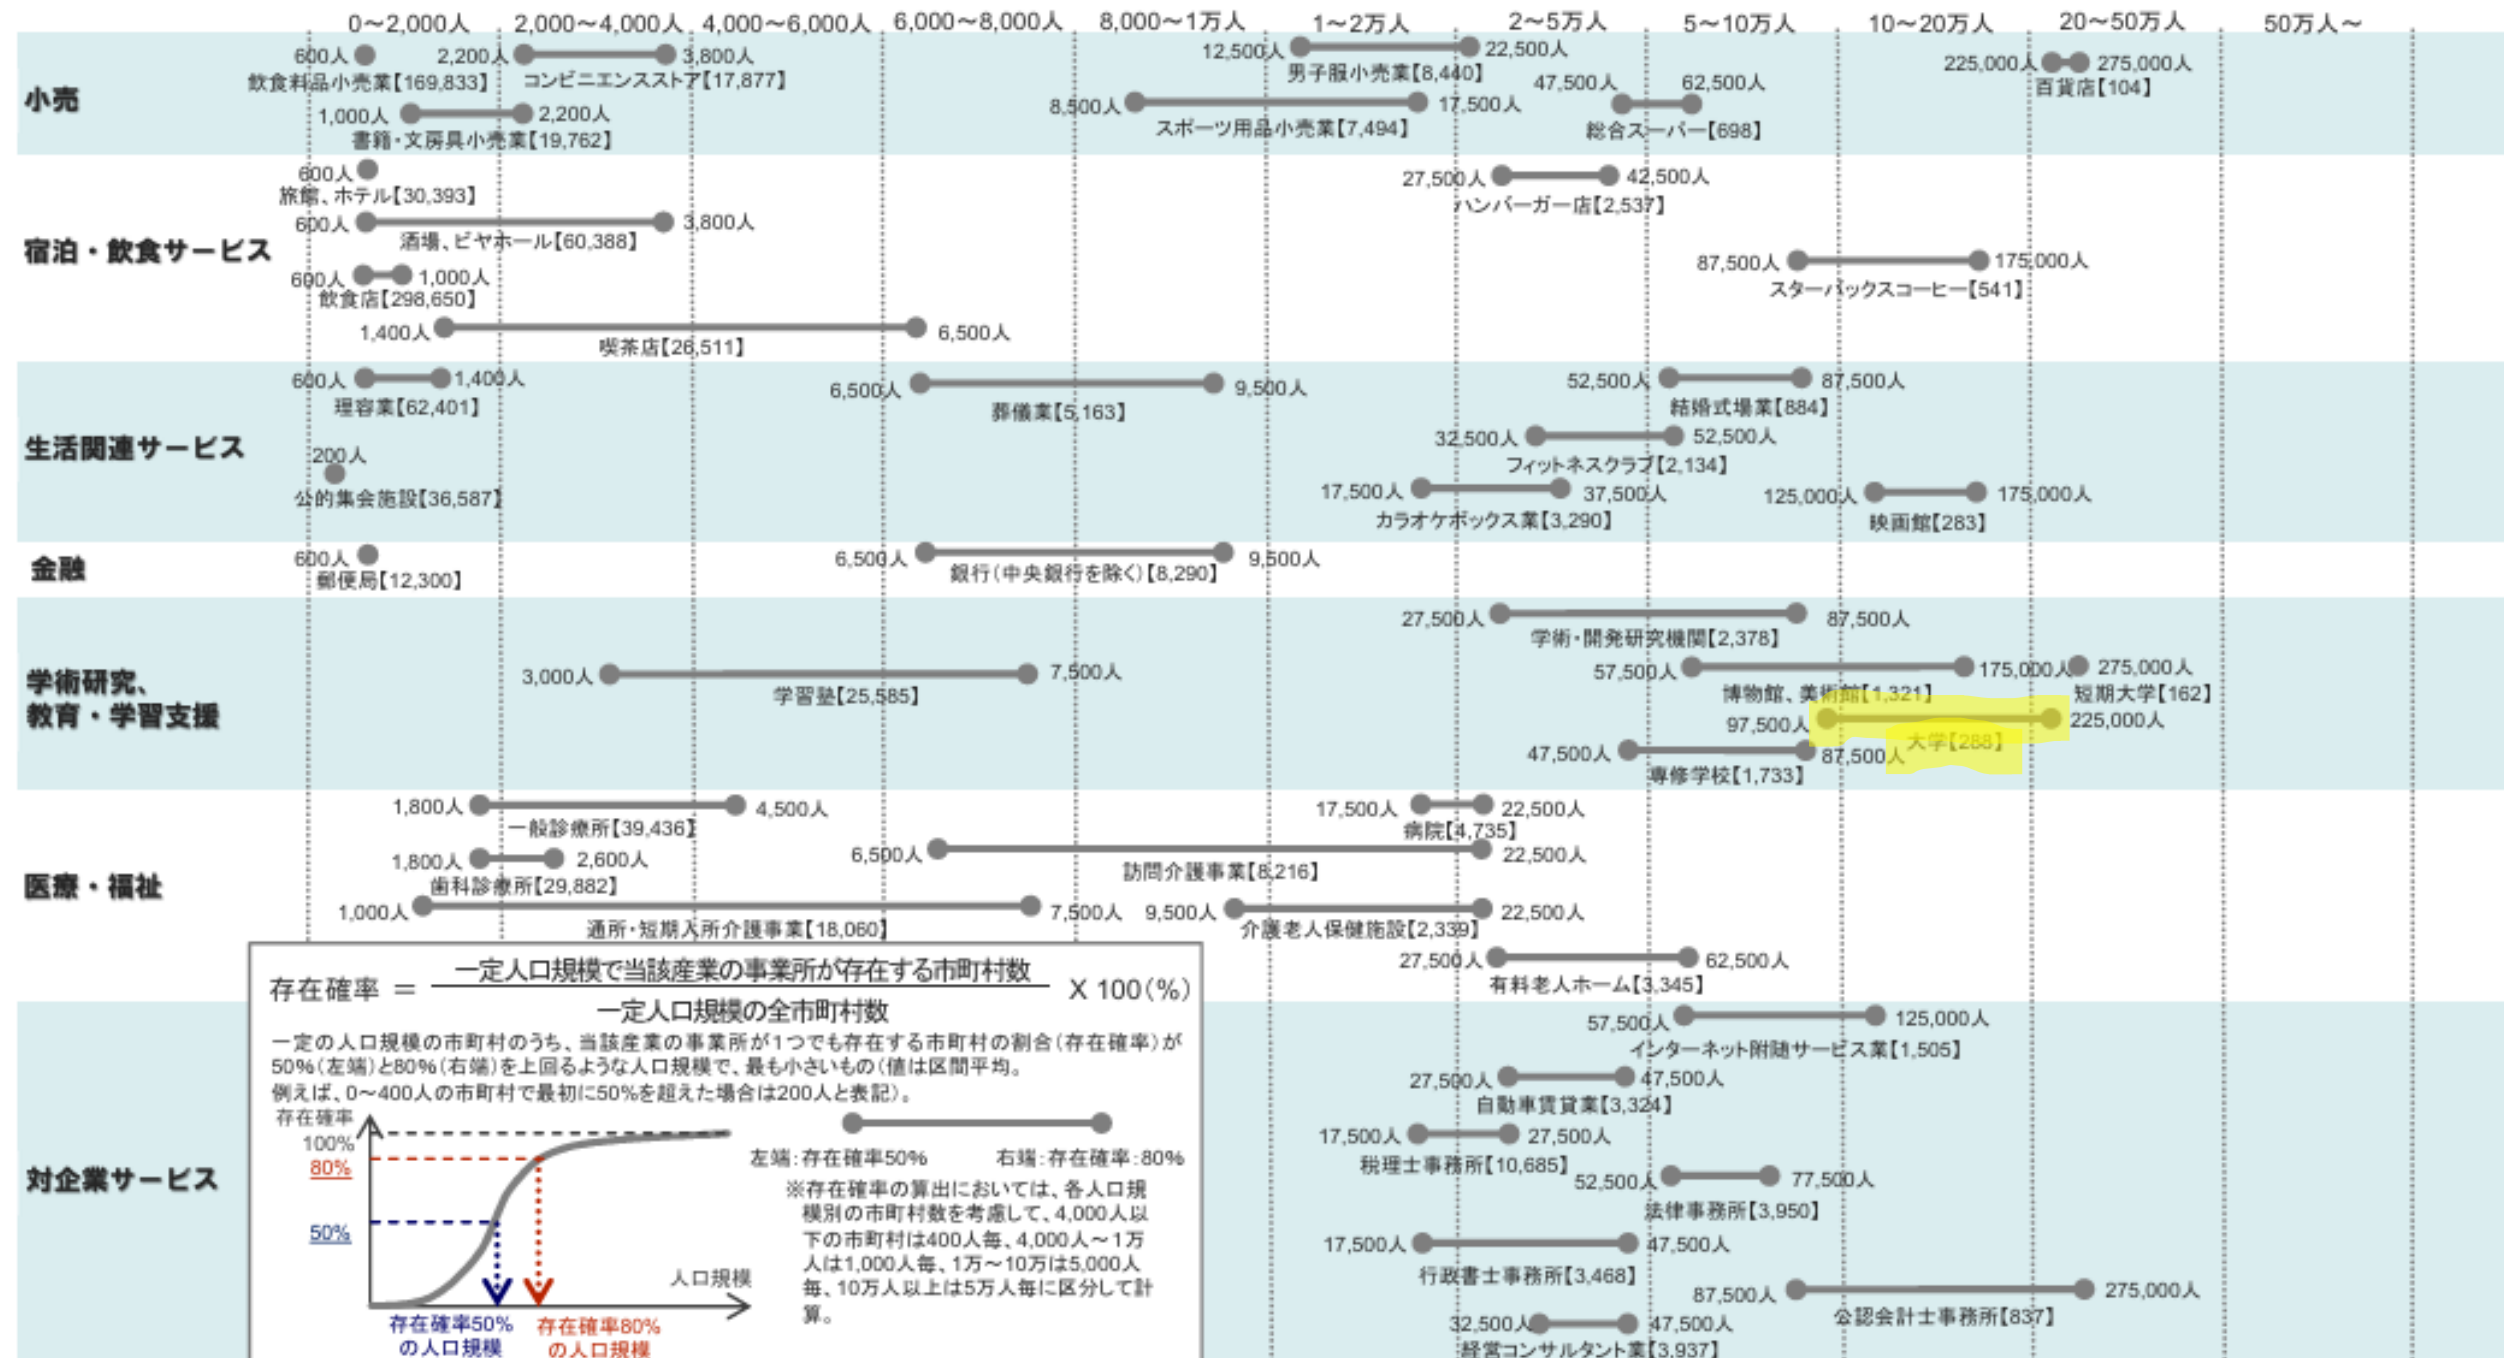 0～2,000人 2,000～4,000人 4,000～6,000人 6,000～8,000人 8,000～1万人 1～2万人 2～5万人 5～10万人 10～20万人 20～50万人 50万人～
小売
600人
飲食料品小売業【169,833】
2,200人 3,800人
コンビニエンスストア【17,877】
1,000人 2,200人
書籍・文房具小売業【19,762】
12,500人 22,500人
男子服小売業【8,440】
8,500人 17,500人
スポーツ用品小売業【7,494】
47,500人 62,500人
総合スーパー【698】
225,000人 275,000人
百貨店【104】
宿泊・飲食サービス
600人
旅館、ホテル【30,393】
600人 3,800人
酒場、ビヤホール【60,388】
600人 1,000人
飲食店【298,650】
1,400人 6,500人
喫茶店【26,511】
27,500人 42,500人
ハンバーガー店【2,537】
87,500人 175,000人
スターバックスコーヒー【541】
生活関連サービス
600人 1,400人
理容業【62,401】
200人
公的集会施設【36,587】
6,500人 9,500人
葬儀業【5,163】
52,500人 87,500人
結婚式場業【884】
32,500人 52,500人
フィットネスクラブ【2,134】
17,500人 37,500人
カラオケボックス業【3,290】
125,000人 175,000人
映画館【283】
金融
600人
郵便局【12,300】
6,500人 9,500人
銀行（中央銀行を除く）【8,290】
学術研究、
教育・学習支援
3,000人 7,500人
学習塾【25,585】
27,500人 87,500人
学術・開発研究機関【2,378】
57,500人 175,000人
博物館、美術館【1,321】
275,000人
短期大学【162】
97,500人 225,000人
大学【288】
47,500人 87,500人
専修学校【1,733】
医療・福祉
1,800人 4,500人
一般診療所【39,436】
1,800人 2,600人
歯科診療所【29,882】
1,000人 7,500人
通所・短期入所介護事業【18,060】
17,500人 22,500人
病院【4,735】
6,500人 22,500人
訪問介護事業【8,216】
9,500人 22,500人
介護老人保健施設【2,339】
27,500人 62,500人
有料老人ホーム【3,345】
対企業サービス
57,500人 125,000人
インターネット附随サービス業【1,505】
27,500人 47,500人
自動車賃貸業【3,324】
17,500人 27,500人
税理士事務所【10,685】
52,500人 77,500人
法律事務所【3,950】
17,500人 47,500人
行政書士事務所【3,468】
87,500人 275,000人
公認会計士事務所【837】
32,500人 47,500人
経営コンサルタント業【3,937】
存在確率 ＝ 一定人口規模で当該産業の事業所が存在する市町村数
一定人口規模の全市町村数
X 100（%）
一定の人口規模の市町村のうち、当該産業の事業所が1つでも存在する市町村の割合（存在確率）が
50%（左端）と80%（右端）を上回るような人口規模で、最も小さいもの（値は区間平均。
例えば、0～400人の市町村で最初に50%を超えた場合は200人と表記）。
存在確率
100%
80%
50%
人口規模
存在確率50%
の人口規模
存在確率80%
の人口規模
左端：存在確率50% 右端：存在確率：80%
※存在確率の算出においては、各人口規
模別の市町村数を考慮して、4,000人以
下の市町村は400人毎、4,000人～1万
人は1,000人毎、1万～10万は5,000人
毎、10万人以上は5万人毎に区分して計
算。